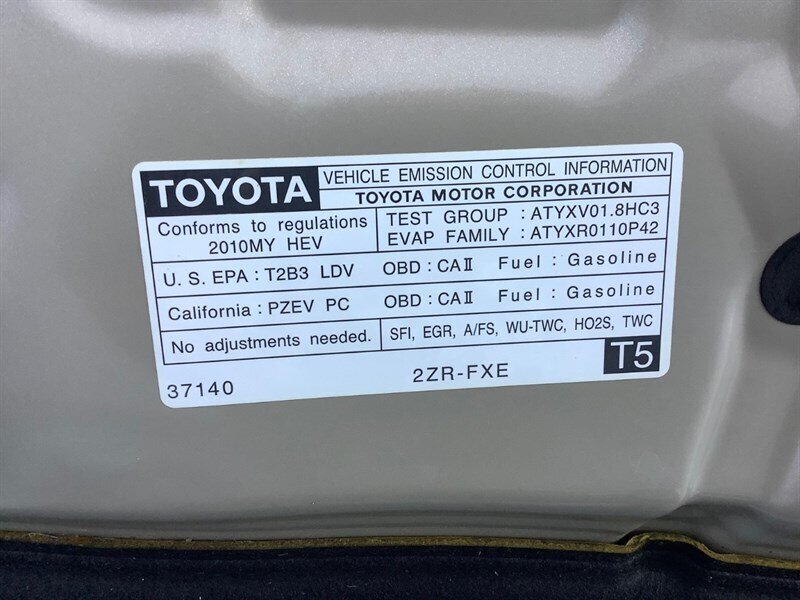 TOYOTA
VEHICLE EMISSION CONTROL INFORMATION
TOYOTA MOTOR CORPORATION
Conforms to regulations
2010MY HEV
TEST GROUP : ATYXV01.8HC3
EVAP FAMILY : ATYXR0110P42
U. S. EPA : T2B3 LDV OBD : CAⅡ Fuel : Gasoline
California : PZEV PC OBD : CAⅡ Fuel : Gasoline
No adjustments needed. SFI, EGR, A/FS, WU-TWC, HO2S, TWC
37140 2ZR-FXE T5